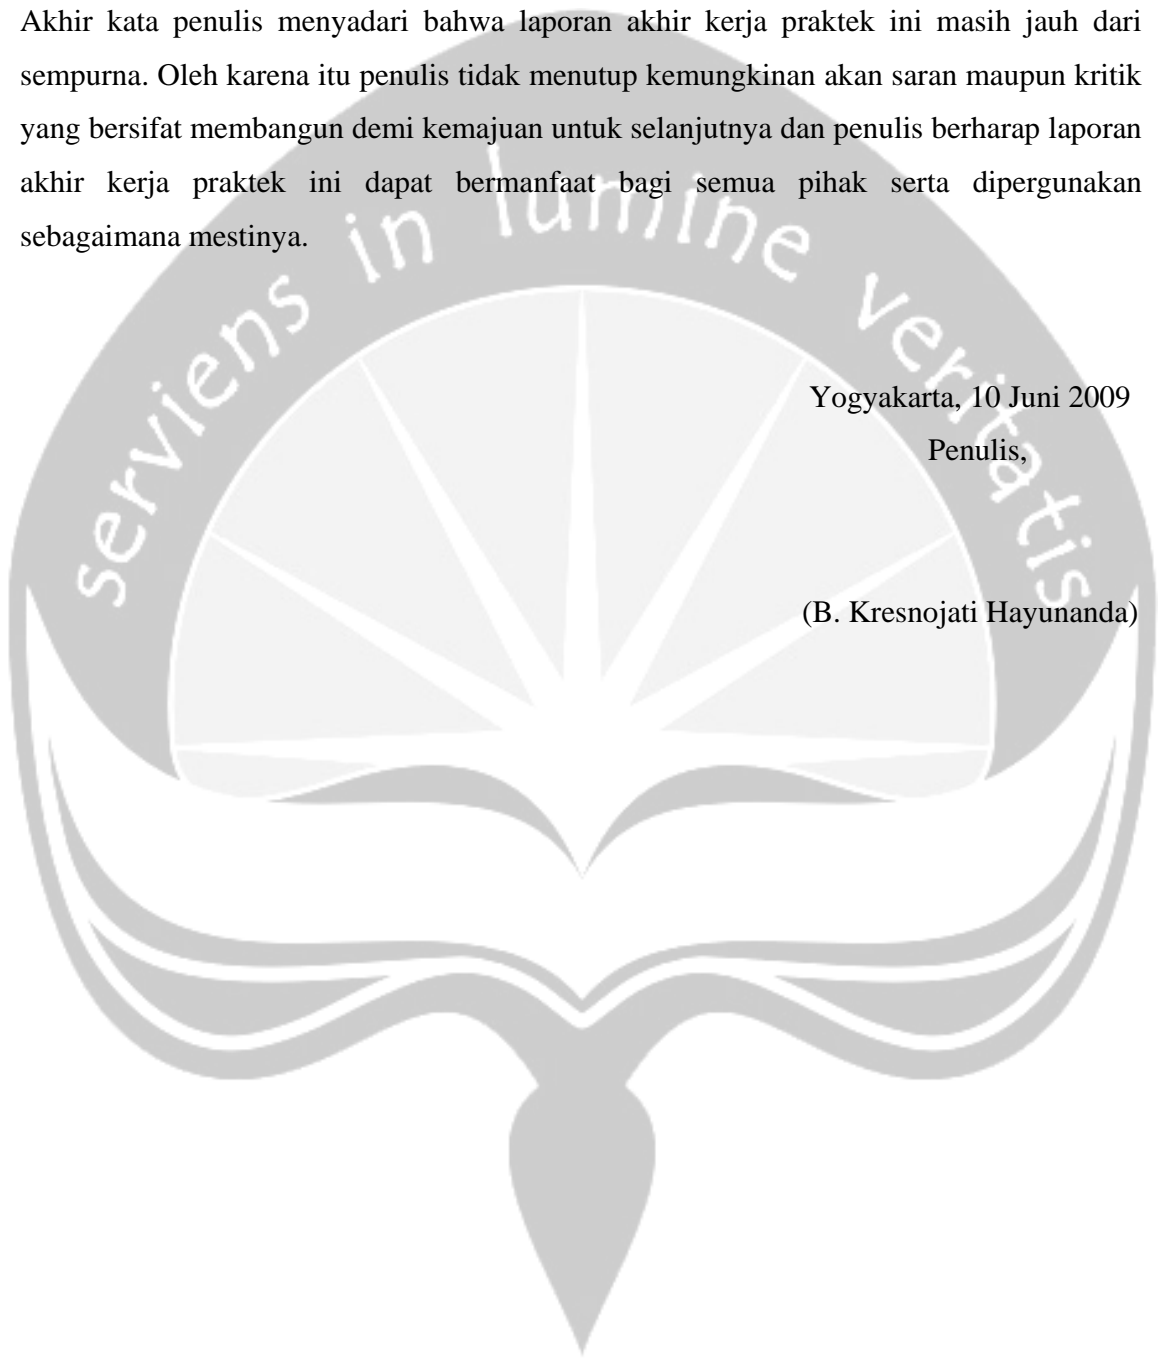 Akhir kata penulis menyadari bahwa laporan akhir kerja praktek ini masih jauh dari
sempurna. Oleh karena itu penulis tidak menutup kemungkinan akan saran maupun kritik
yang bersifat membangun demi kemajuan untuk selanjutnya dan penulis berharap laporan
akhir kerja praktek ini dapat bermanfaat bagi semua pihak serta dipergunakan
sebagaimana mestinya.
serviens in lumine veritatis
Yogyakarta, 10 Juni 2009
Penulis,
(B. Kresnojati Hayunanda)